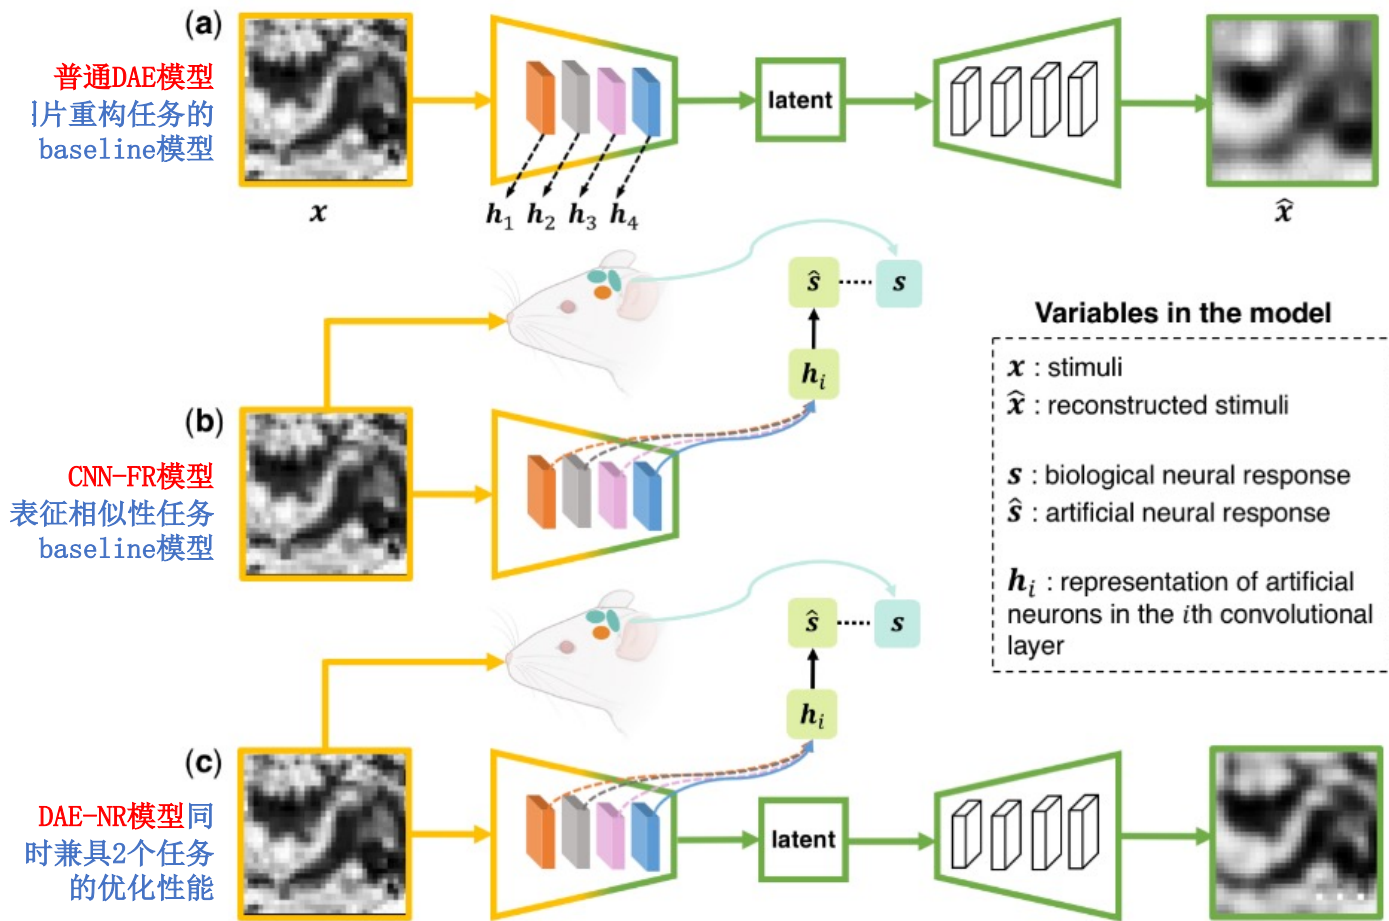 (a)
普通DAE模型
片重构任务的
baseline模型
x
h1 h2 h3 h4
latent
x̂
(b)
CNN-FR模型
表征相似性任务
baseline模型
ŝ
s
hi
Variables in the model
x : stimuli
x̂ : reconstructed stimuli
s : biological neural response
ŝ : artificial neural response
hi : representation of artificial
neurons in the ith convolutional
layer
(c)
DAE-NR模型同
时兼具2个任务
的优化性能
ŝ
s
hi
latent